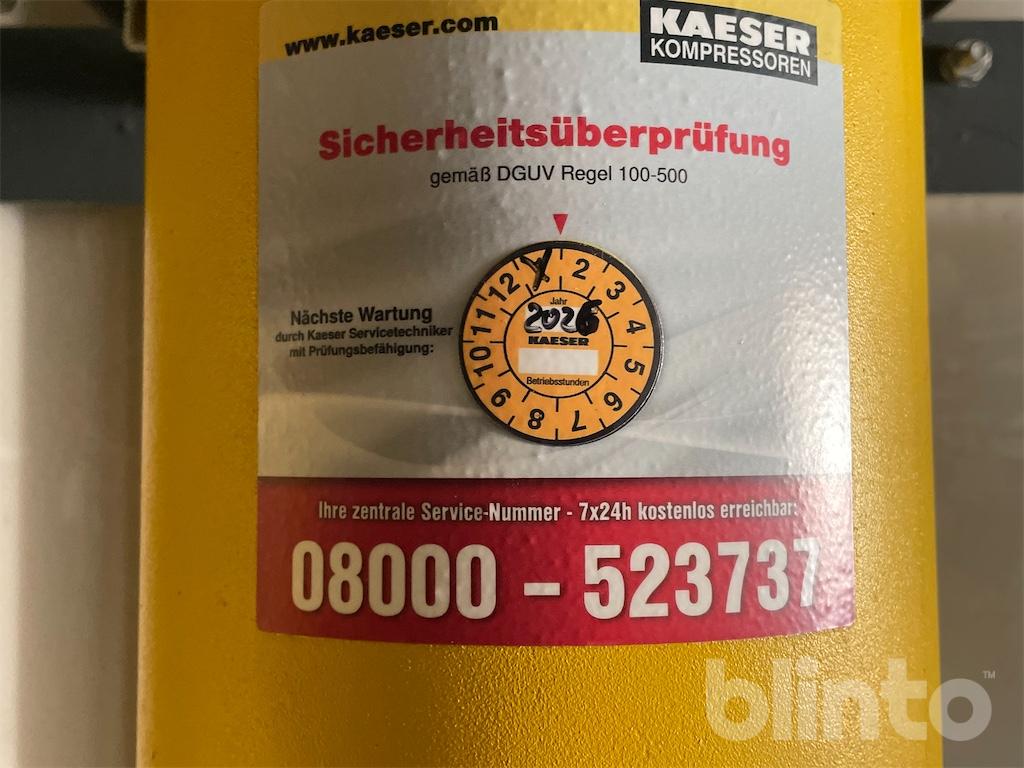 www.kaeser.com
KAESER
KOMPRESSOREN
Sicherheitsüberprüfung
gemäß DGUV Regel 100-500
Nächste Wartung
durch Kaeser Servicetechniker
mit Prüfungsbefähigung:
1 2 3 4 5 6 7 8 9 10 11 12
Jahr
2026
KAESER
Betriebsstunden
Ihre zentrale Service-Nummer - 7x24h kostenlos erreichbar:
08000 - 523737
blinto™